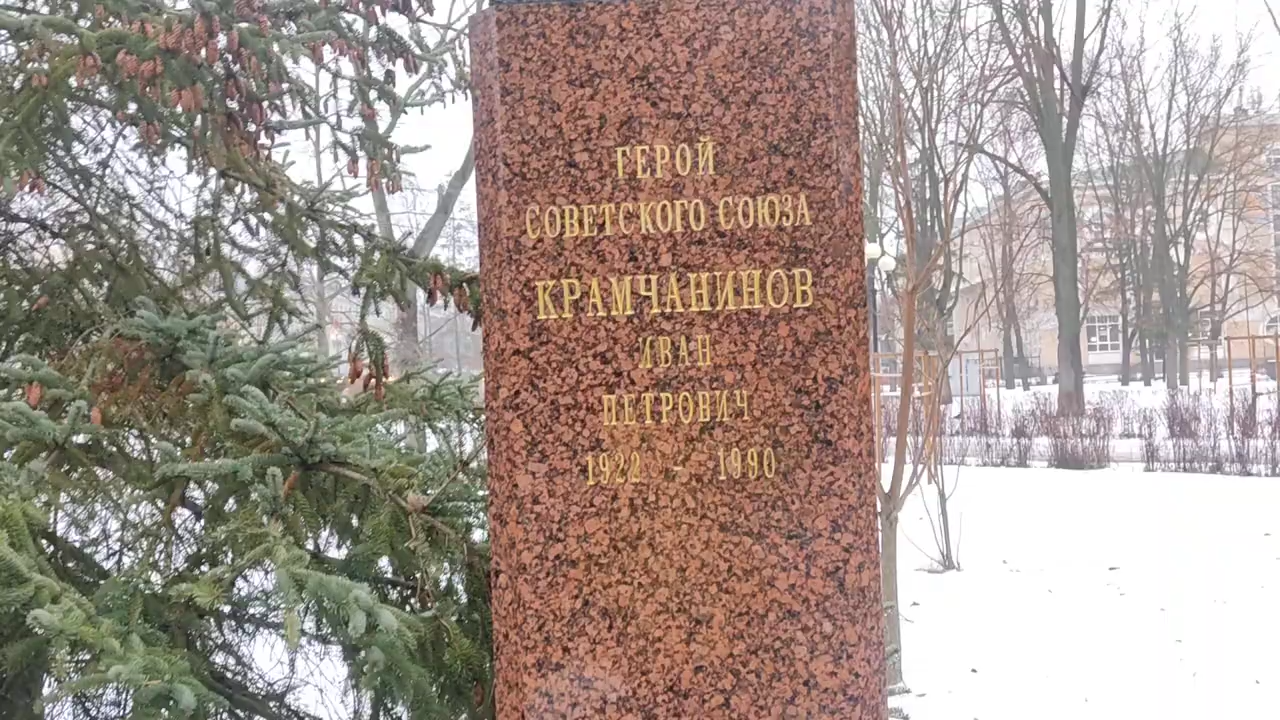 ГЕРОЙ
СОВЕТСКОГО СОЮЗА
КРАМЧАНИНОВ
ИВАН
ПЕТРОВИЧ
1922 - 1990